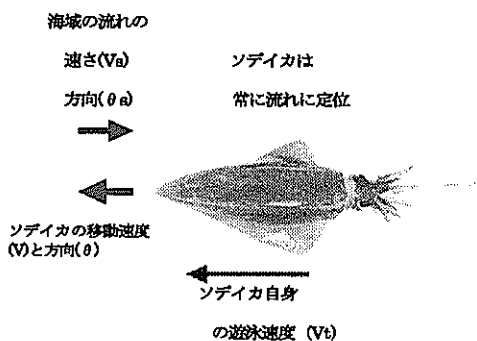 海域の流れの
速さ(Va)
方向(θa)
ソデイカは
常に流れに定位
ソデイカの移動速度
(V)と方向(θ)
ソデイカ自身
の遊泳速度 (Vt)